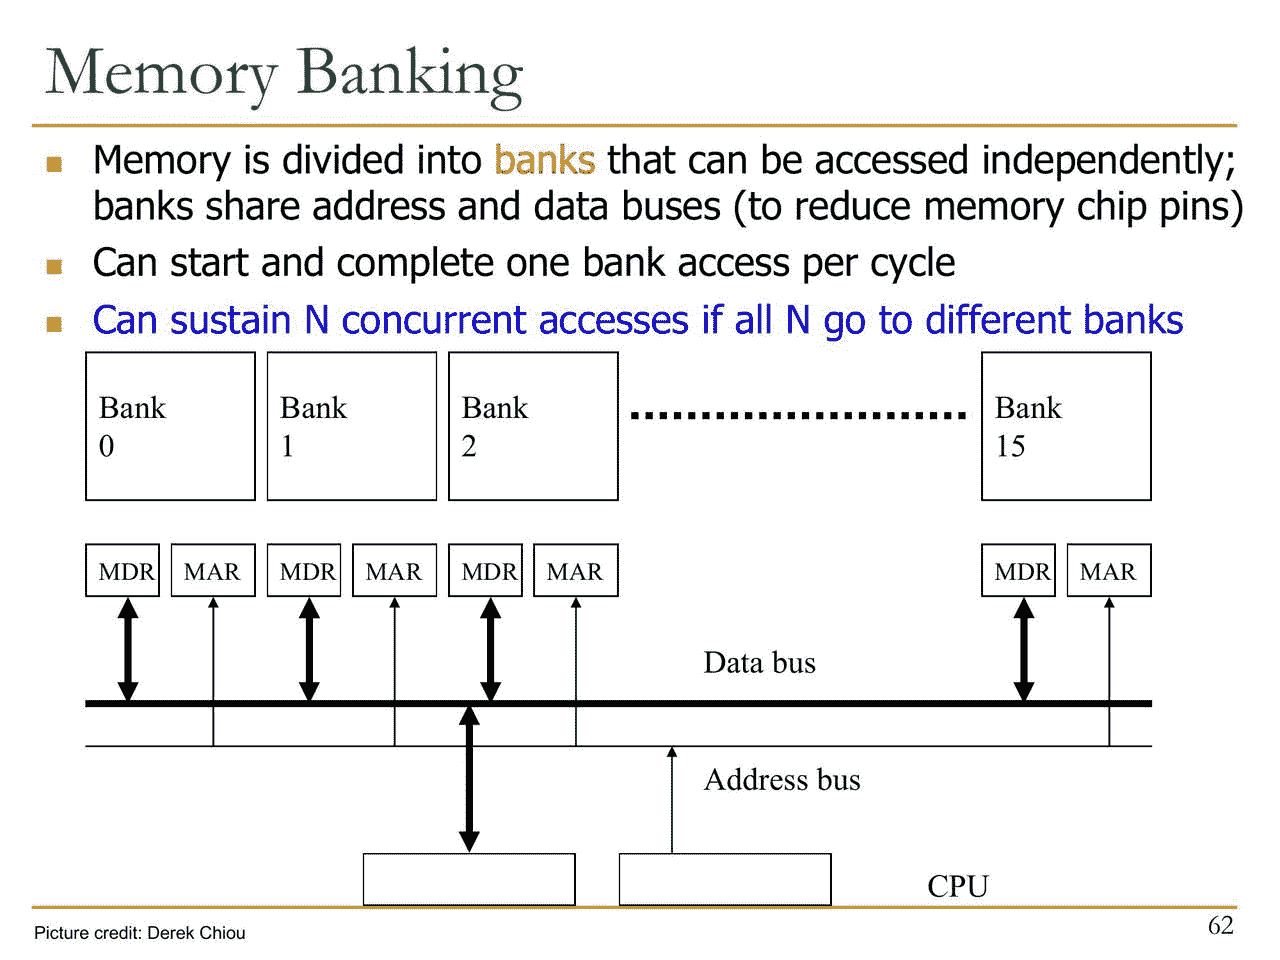 Memory Banking
Memory is divided into banks that can be accessed independently;
banks share address and data buses (to reduce memory chip pins)
Can start and complete one bank access per cycle
Can sustain N concurrent accesses if all N go to different banks
Bank
0
Bank
1
Bank
2
Bank
15
MDR
MAR
MDR
MAR
MDR
MAR
MDR
MAR
Data bus
Address bus
CPU
Picture credit: Derek Chiou
62